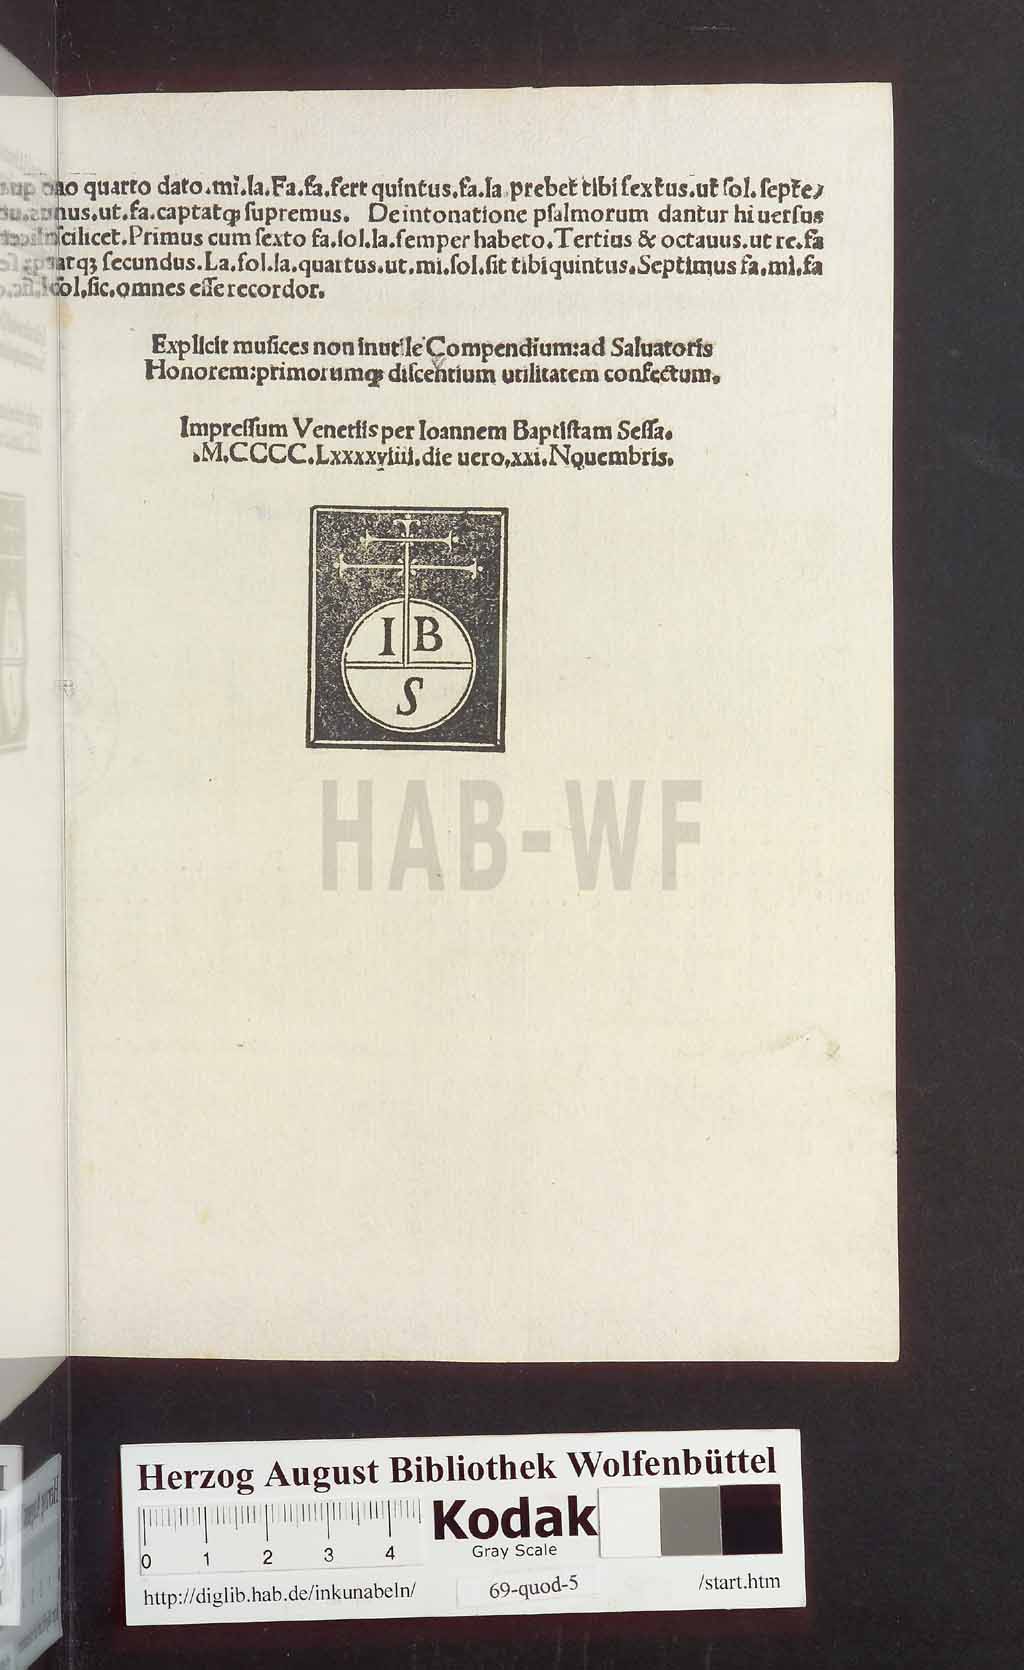 quarto dato.mi.la.Fa.fa.fert quintus.fa.la prebet tibi sextus.ut sol.septe
nus.ut.fa.captatqȝ supremus. De intonatione psalmorum dantur hi uersus
scilicet.Primus cum sexto fa.sol.la.semper habeto.Tertius & octauus.ut re.fa
atqȝ secundus.La.sol.la.quartus.ut.mi.sol.sit tibi quintus.Septimus fa.mi.fa
sol,sic.omnes esse recordor.
Explicit musices non inutile Compendium:ad Saluatoris
Honorem:primorumqȝ discentium utilitatem confectum.
Impressum Venetiis per Ioannem Baptistam Sessa.
.M.CCCC.Lxxxxviiii.die uero.xxi.Nouembris.
I B
S
HAB-WF
Herzog August Bibliothek Wolfenbüttel
0 1 2 3 4
Kodak
Gray Scale
http://diglib.hab.de/inkunabeln/ 69-quod-5 /start.htm